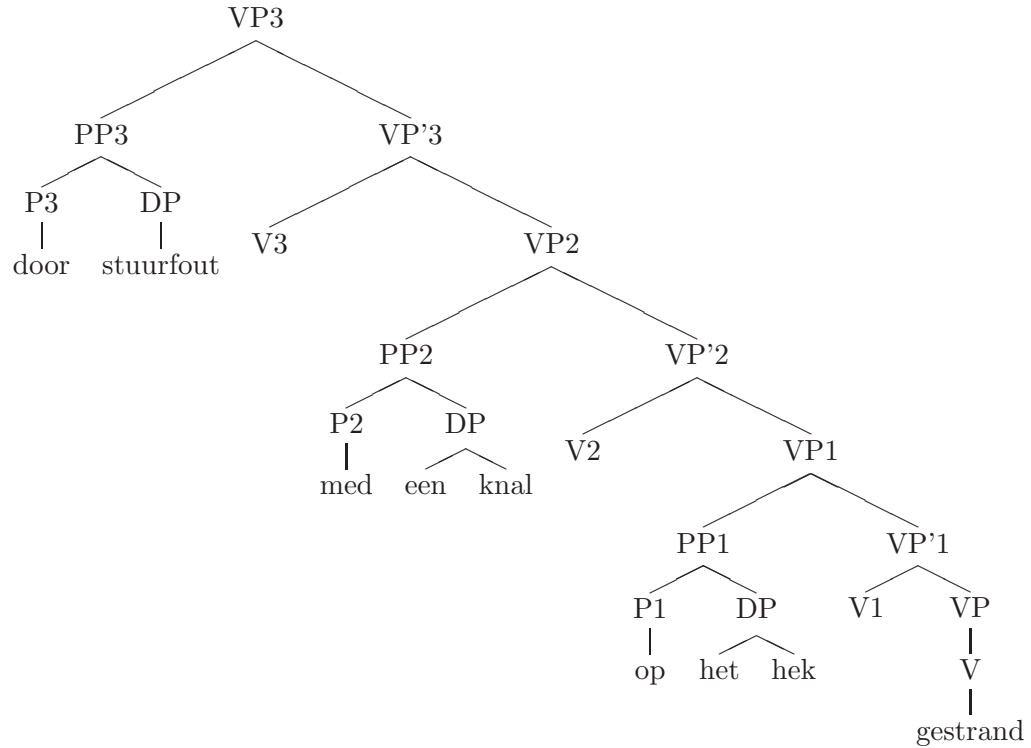 VP3
PP3 VP'3
P3 DP V3 VP2
door stuurfout
PP2 VP'2
P2 DP V2 VP1
med een knal
PP1 VP'1
P1 DP V1 VP
op het hek V
gestrand